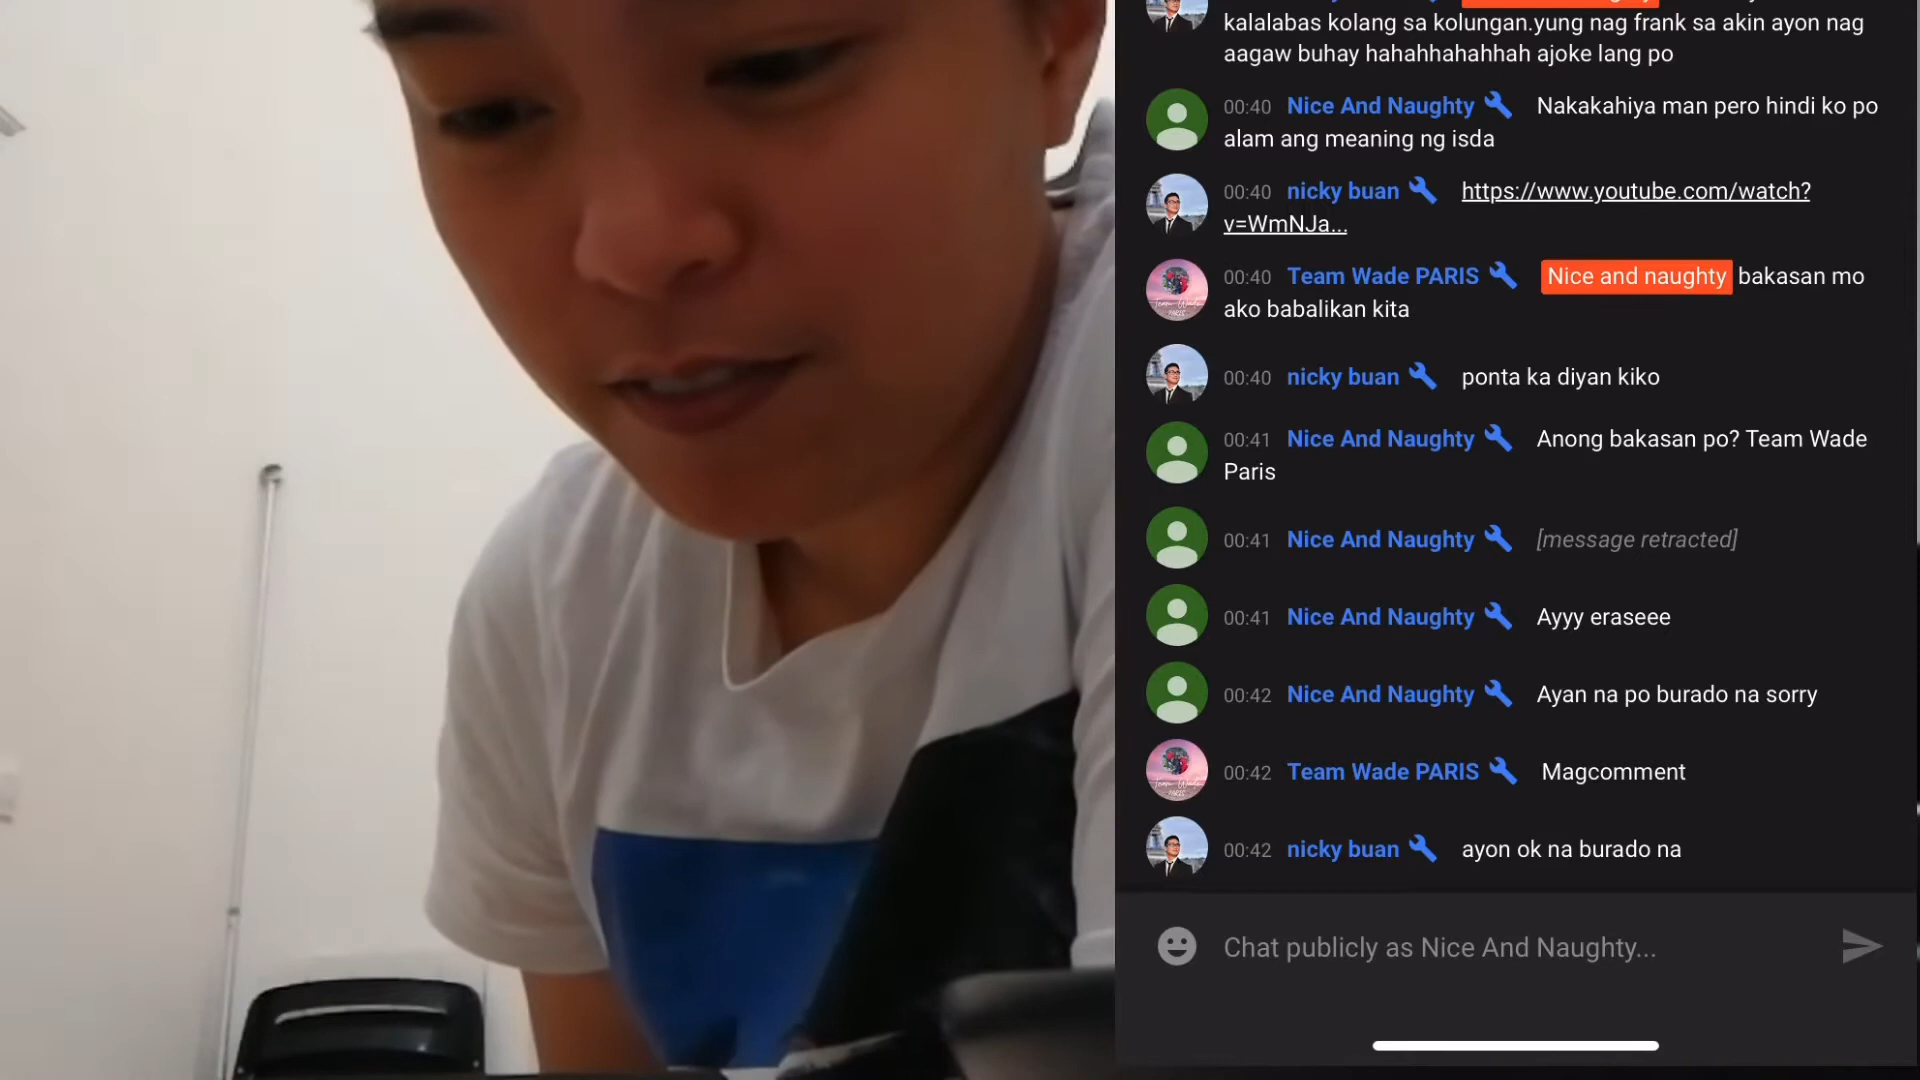 kalalabas kolang sa kolungan.yung nag frank sa akin ayon nag
aagaw buhay hahahhahahhah ajoke lang po
00:40 Nice And Naughty Nakakahiya man pero hindi ko po
alam ang meaning ng isda
00:40 nicky buan https://www.youtube.com/watch?
v=WmNJa...
00:40 Team Wade PARIS Nice and naughty bakasan mo
ako babalikan kita
00:40 nicky buan ponta ka diyan kiko
00:41 Nice And Naughty Anong bakasan po? Team Wade
Paris
00:41 Nice And Naughty [message retracted]
00:41 Nice And Naughty Ayyy eraseee
00:42 Nice And Naughty Ayan na po burado na sorry
00:42 Team Wade PARIS Magcomment
00:42 nicky buan ayon ok na burado na
Chat publicly as Nice And Naughty...